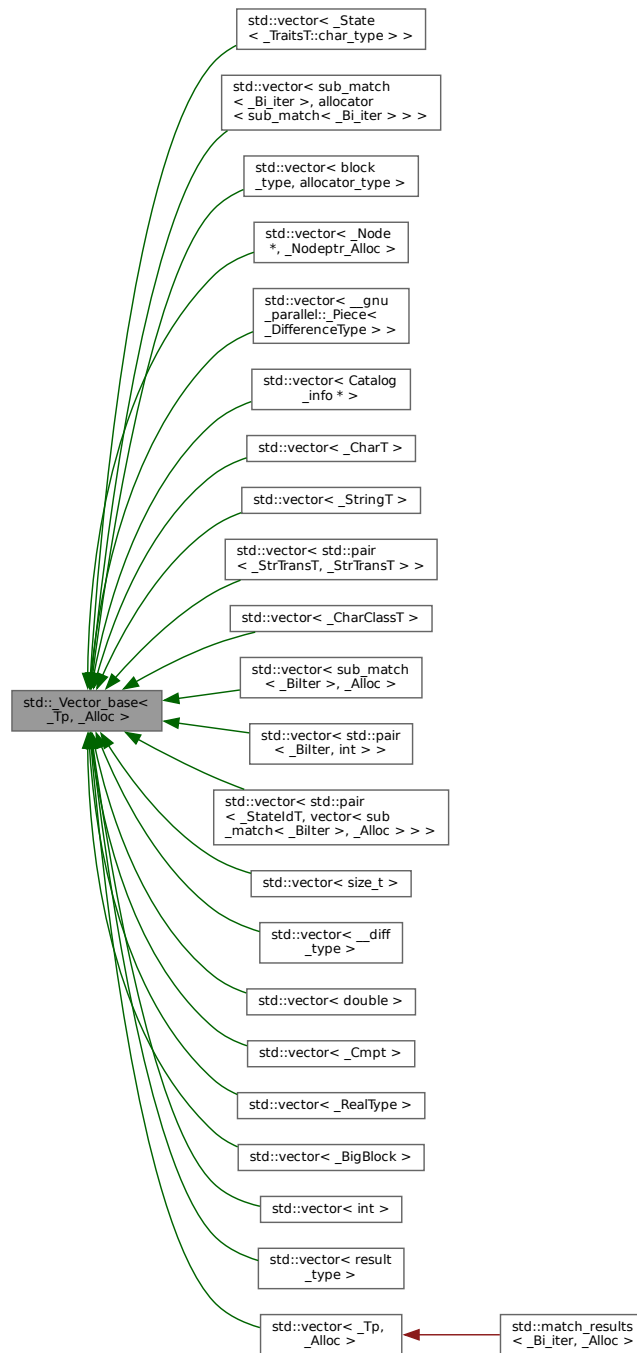 std::vector< _State
< _TraitsT::char_type > >
std::vector< sub_match
< _Bi_iter >, allocator
< sub_match< _Bi_iter > > >
std::vector< block
_type, allocator_type >
std::vector< _Node
*, _Nodeptr_Alloc >
std::vector< __gnu
_parallel::_Piece<
_DifferenceType > >
std::vector< Catalog
_info * >
std::vector< _CharT >
std::vector< _StringT >
std::vector< std::pair
< _StrTransT, _StrTransT > >
std::vector< _CharClassT >
std::vector< sub_match
< _BiIter >, _Alloc >
std::_Vector_base<
_Tp, _Alloc >
std::vector< std::pair
< _BiIter, int > >
std::vector< std::pair
< _StateIdT, vector< sub
_match< _BiIter >, _Alloc > > >
std::vector< size_t >
std::vector< __diff
_type >
std::vector< double >
std::vector< _Cmpt >
std::vector< _RealType >
std::vector< _BigBlock >
std::vector< int >
std::vector< result
_type >
std::vector< _Tp,
_Alloc >
std::match_results
< _Bi_iter, _Alloc >